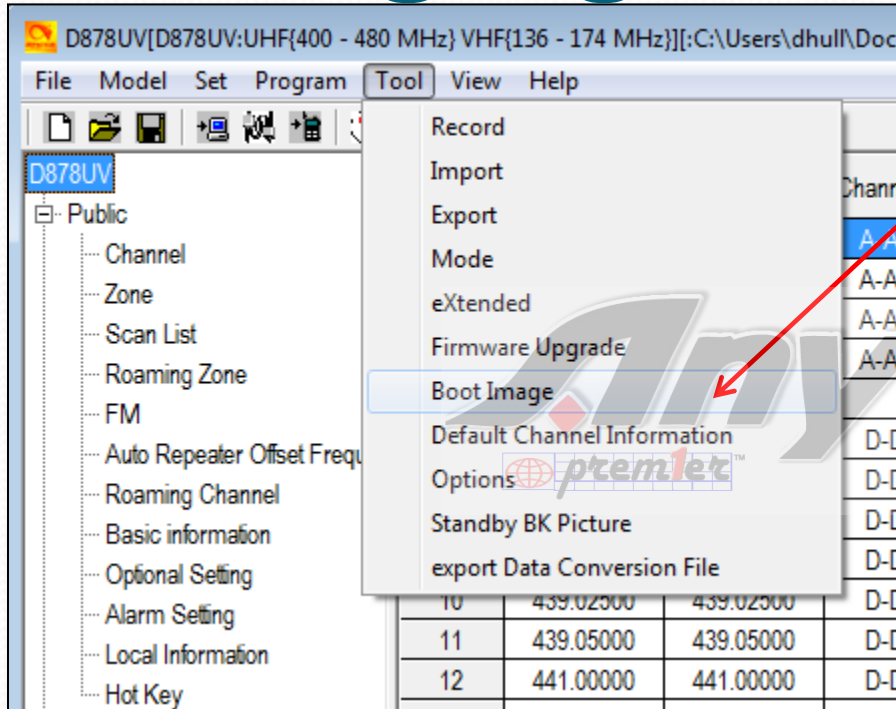 D878UV[D878UV:UHF{400 - 480 MHz} VHF{136 - 174 MHz}][:C:\Users\dhull\Doc
File Model Set Program Tool View Help
Record
Import
Export
Mode
eXtended
Firmware Upgrade
Boot Image
Default Channel Information
Options
Standby BK Picture
export Data Conversion File
D878UV
Public
Channel
Zone
Scan List
Roaming Zone
FM
Auto Repeater Offset Frequ
Roaming Channel
Basic information
Optional Setting
Alarm Setting
Local Information
Hot Key
Chann
A-A
A-A
A-A
A-A
D-D
D-D
D-D
D-D
10 439.02500 439.02500 D-D
11 439.05000 439.05000 D-D
12 441.00000 441.00000 D-D
Any
prem1er™